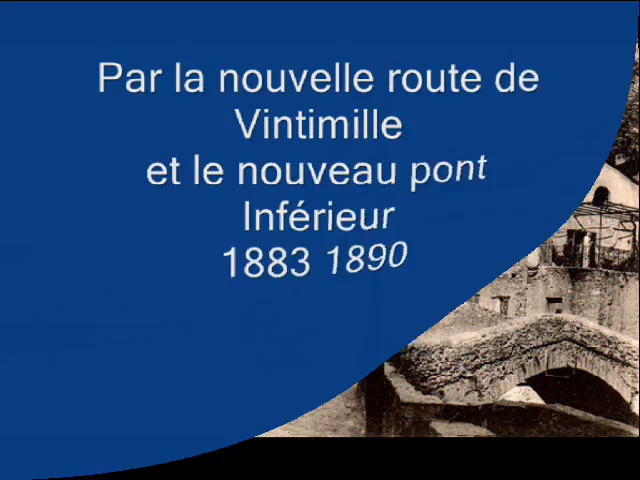 Par la nouvelle route de
Vintimille
et le nouveau pont
Inférieur
1883 1890